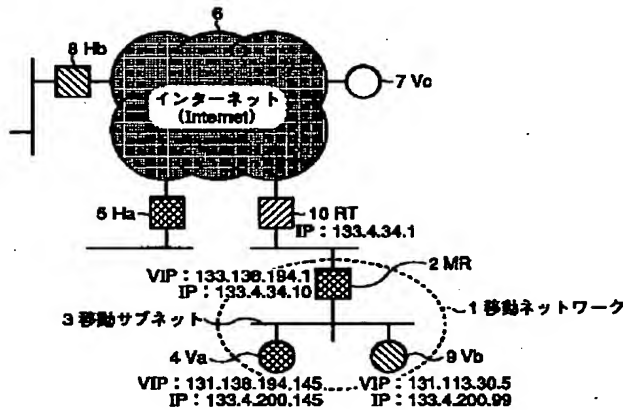 6
8 Hb
インターネット
(Internet)
7 Vc
5 Ha
10 RT
IP：133.4.34.1
VIP：133.138.194.1
IP：133.4.34.10
2 MR
1 移動ネットワーク
3 移動サブネット
4 Va
9 Vb
VIP：131.138.194.145
IP：133.4.200.145
VIP：131.113.30.5
IP：133.4.200.99